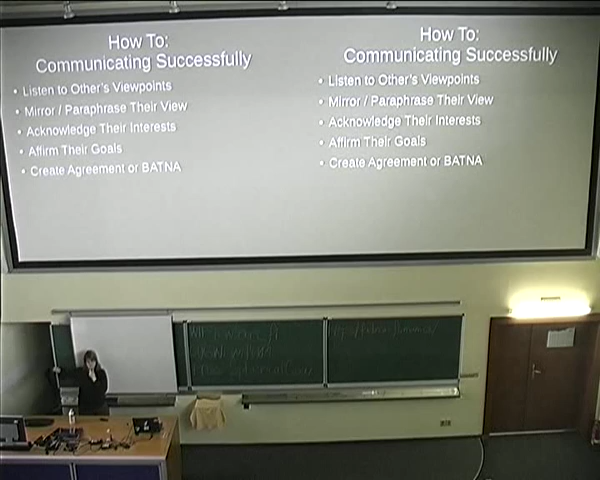 How To:
Communicating Successfully
• Listen to Other's Viewpoints
• Mirror / Paraphrase Their View
• Acknowledge Their Interests
• Affirm Their Goals
• Create Agreement or BATNA
How To:
Communicating Successfully
• Listen to Other's Viewpoints
• Mirror / Paraphrase Their View
• Acknowledge Their Interests
• Affirm Their Goals
• Create Agreement or BATNA